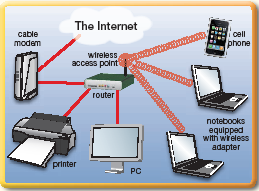 The Internet
cable
modem
wireless
access point
cell
phone
router
notebooks
equipped
with wireless
adapter
printer
PC